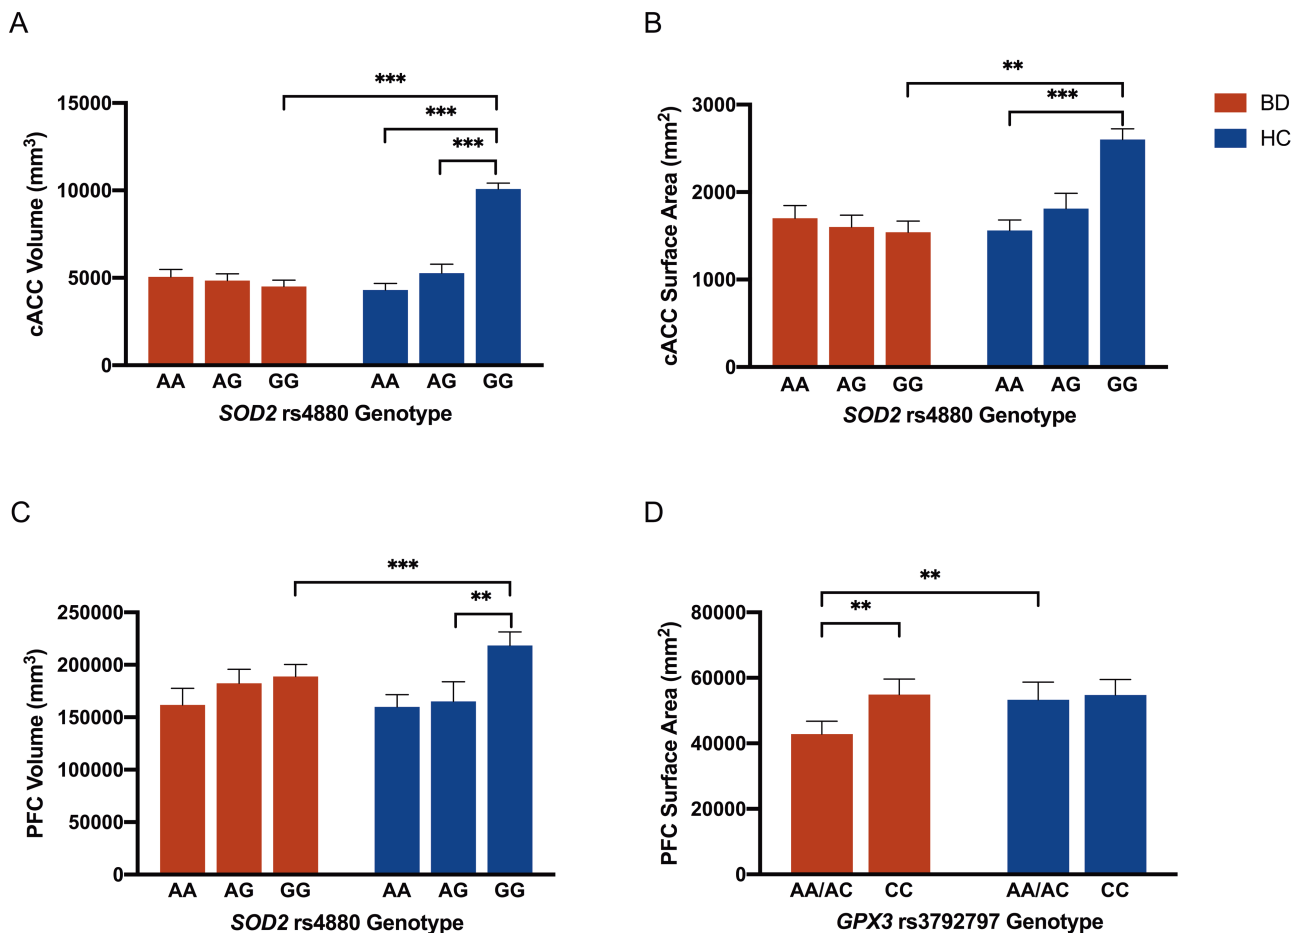 A
cACC Volume (mm3)
15000
10000
5000
0
***
***
***
AA AG GG AA AG GG
SOD2 rs4880 Genotype
B
cACC Surface Area (mm2)
3000
2000
1000
0
**
***
AA AG GG AA AG GG
SOD2 rs4880 Genotype
BD
HC
C
PFC Volume (mm3)
250000
200000
150000
100000
50000
0
***
**
AA AG GG AA AG GG
SOD2 rs4880 Genotype
D
PFC Surface Area (mm2)
80000
60000
40000
20000
0
**
**
AA/AC CC AA/AC CC
GPX3 rs3792797 Genotype